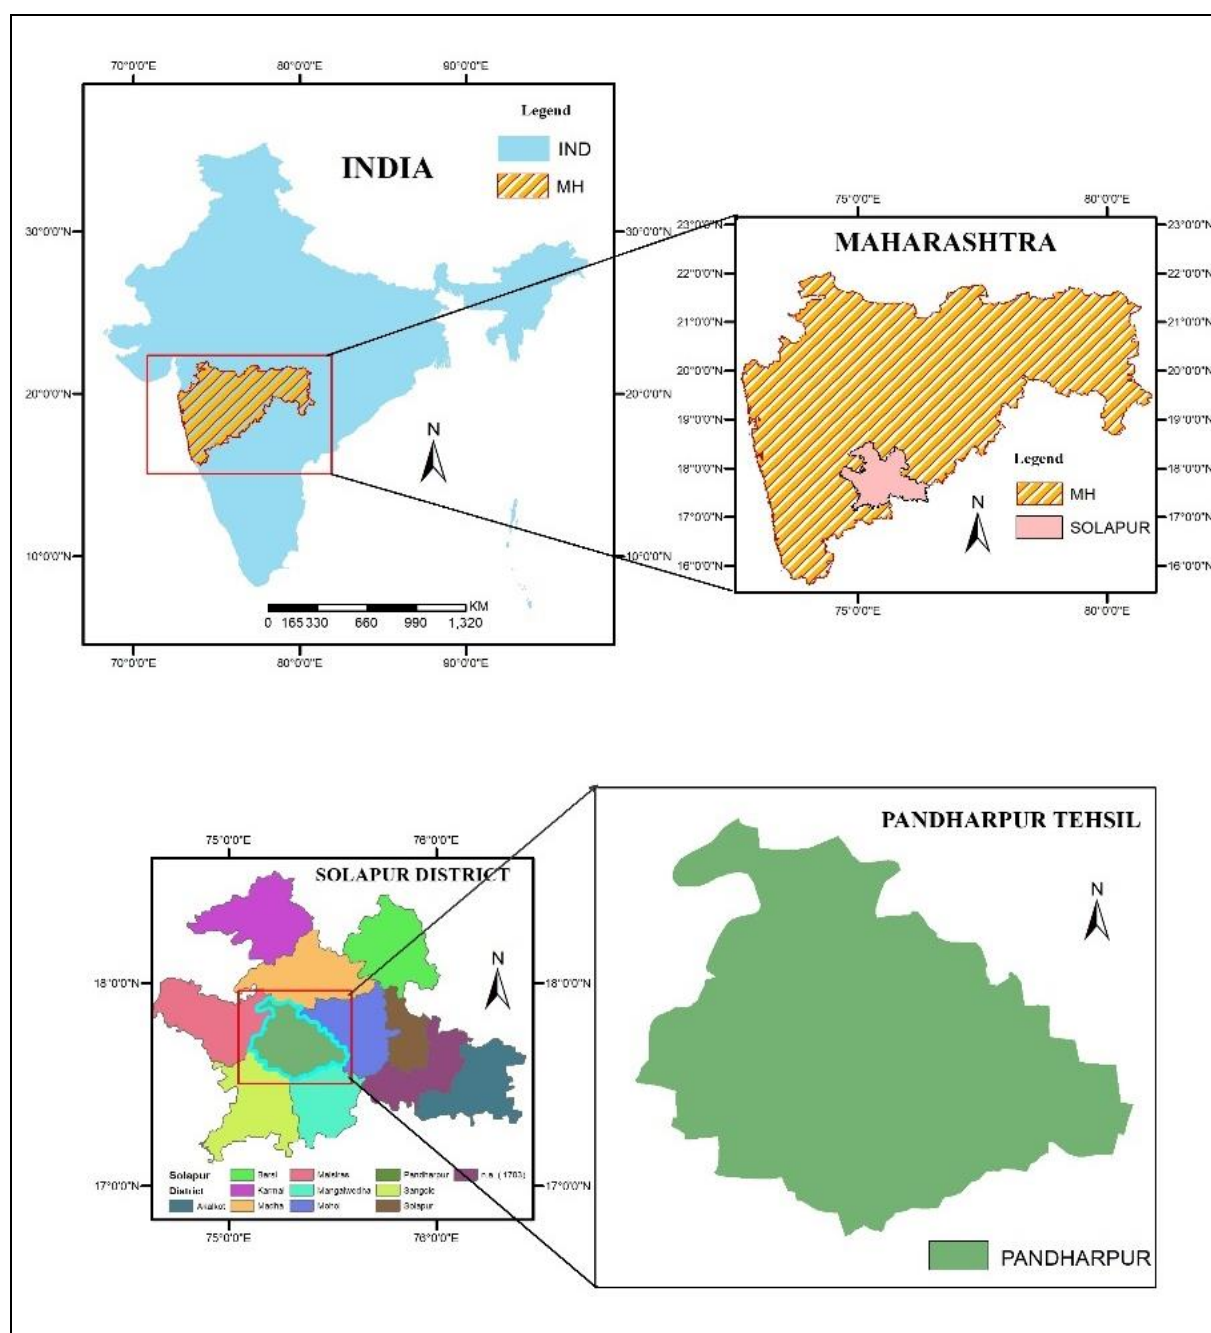 70°0'0"E 80°0'0"E 90°0'0"E
Legend
IND
MH
INDIA
30°0'0"N 30°0'0"N
20°0'0"N 20°0'0"N
N
10°0'0"N 10°0'0"N
KM
0 165 330 660 990 1,320
70°0'0"E 80°0'0"E 90°0'0"E
75°0'0"E 80°0'0"E
MAHARASHTRA
23°0'0"N 23°0'0"N
22°0'0"N 22°0'0"N
21°0'0"N 21°0'0"N
20°0'0"N 20°0'0"N
19°0'0"N 19°0'0"N
18°0'0"N 18°0'0"N
17°0'0"N 17°0'0"N
16°0'0"N 16°0'0"N
Legend
N
MH
SOLAPUR
75°0'0"E 80°0'0"E
75°0'0"E 76°0'0"E
SOLAPUR DISTRICT
N
18°0'0"N 18°0'0"N
17°0'0"N 17°0'0"N
Solapur Barsi Malsiras Pandharpur n.a. ( 1703)
District Karmal Mangalwedha Sangole
Akalkot Madha Mohol Solapur
75°0'0"E 76°0'0"E
PANDHARPUR TEHSIL
N
PANDHARPUR